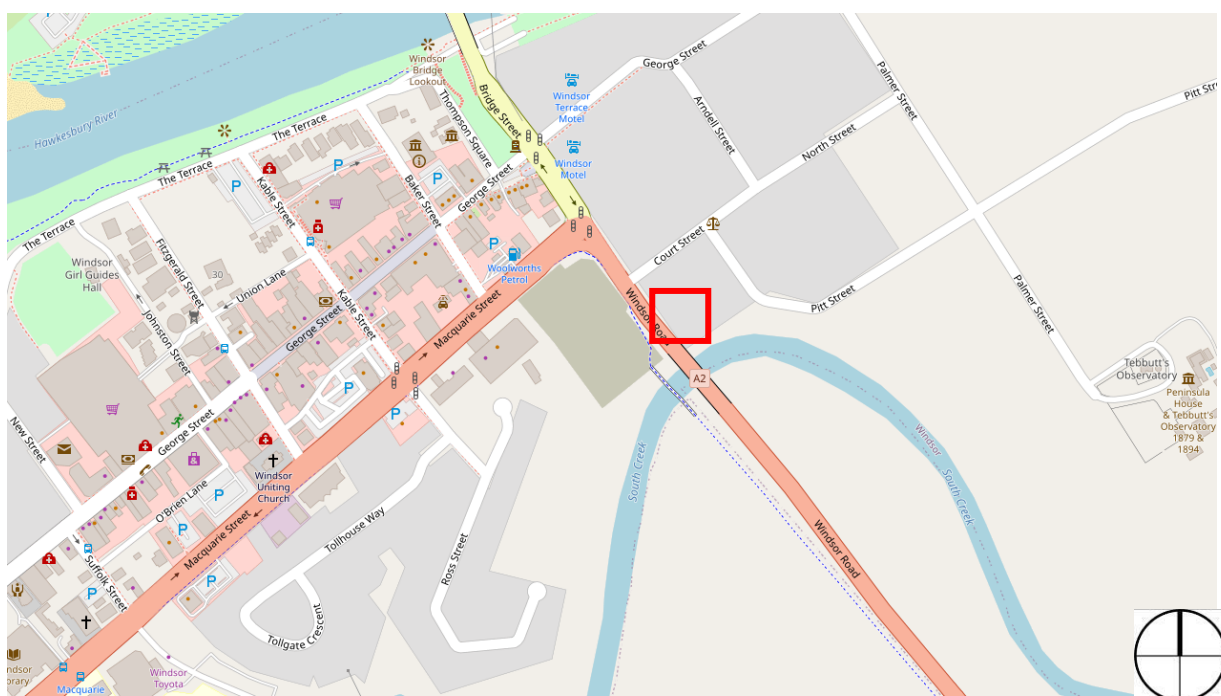 Hawkesbury River
Windsor
Bridge
Lookout
Bridge Street
Thompson Square
The Terrace
The Terrace
The Terrace
Windsor
Terrace
Motel
Windsor
Motel
George Street
Arndell Street
North Street
Palmer Street
Pitt Str
Court Street
Pitt Street
Palmer Street
P
P
P
P
Kable Street
Baker Street
George Street
Woolworths
Petrol
Windsor
Girl Guides
Hall
30
Fitzgerald Street
Union Lane
Johnston Street
Kable Street
George Street
Macquarie Street
Windsor Road
A2
Tebbutt's
Observatory
Peninsula
House
& Tebbutt's
Observatory
1879 &
1894
New Street
George Street
P
P
O'Brien Lane
P
P
P
Windsor
Uniting
Church
Macquarie Street
Suffolk Street
P
P
Tollhouse Way
Tollgate Crescent
Ross Street
South Creek
Windsor
South Creek
Windsor Road
ndsor
brary
Macquarie
Windsor
Toyota